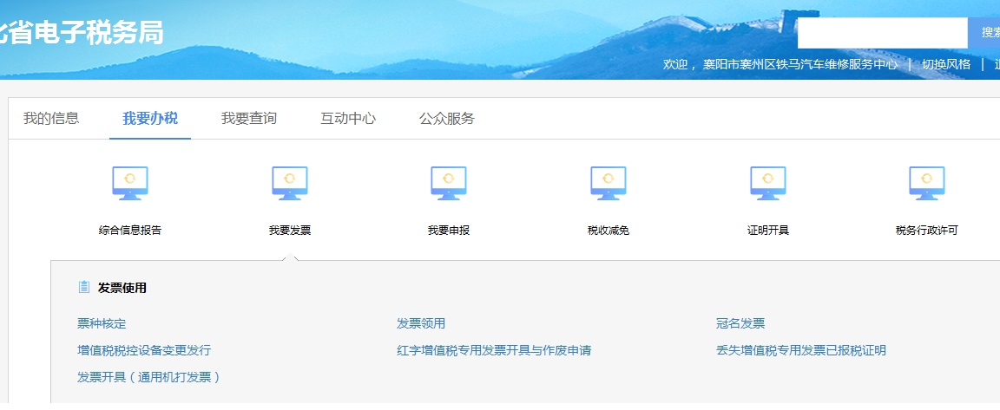 北省电子税务局
搜索
欢迎， 襄阳市襄州区铁马汽车维修服务中心 | 切换风格 |
我的信息 我要办税 我要查询 互动中心 公众服务
综合信息报告 我要发票 我要申报 税收减免 证明开具 税务行政许可
发票使用
票种核定 发票领用 冠名发票
增值税税控设备变更发行 红字增值税专用发票开具与作废申请 丢失增值税专用发票已报税证明
发票开具（通用机打发票）